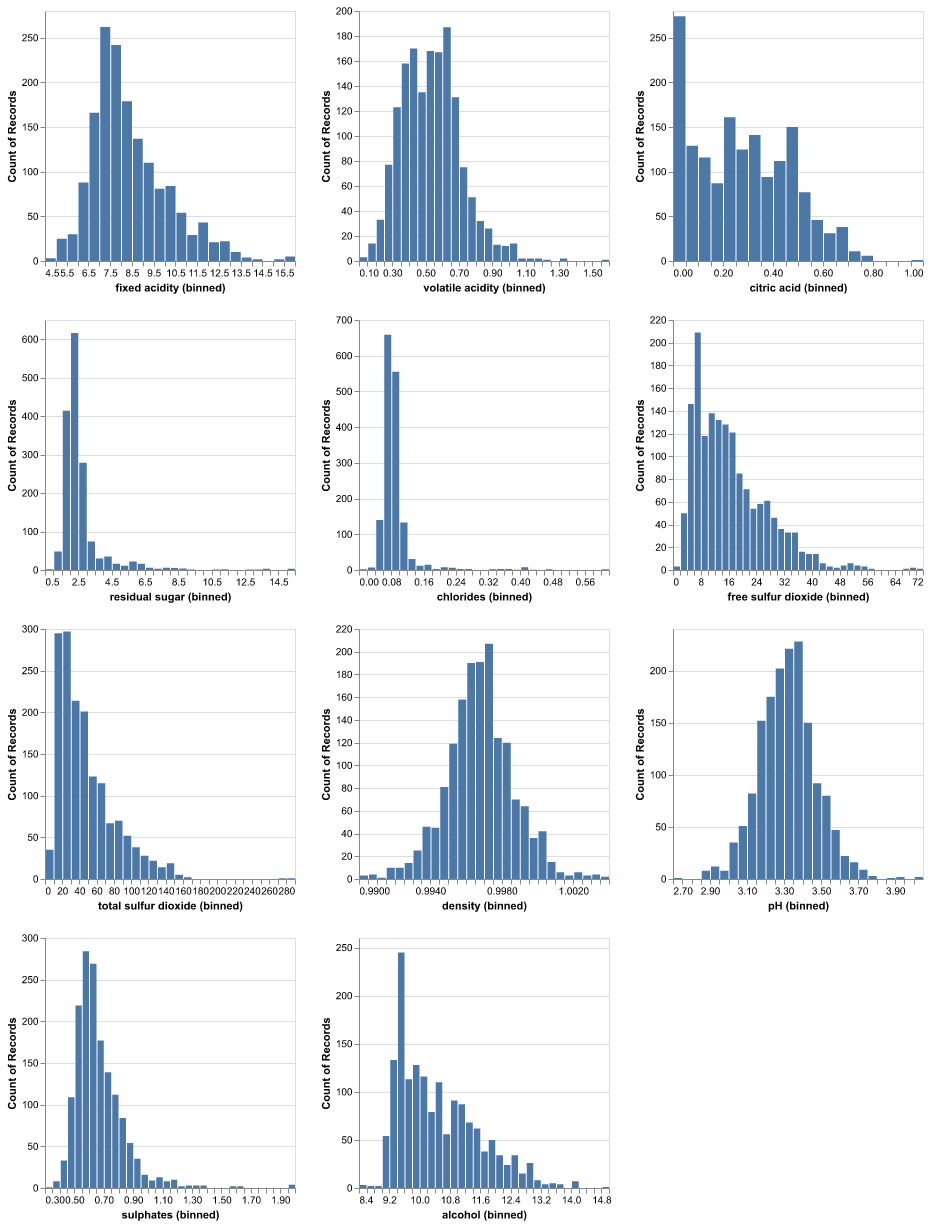 Count of Records
0
50
100
150
200
250
4.55.5 6.5 7.5 8.5 9.5 10.5 11.5 12.5 13.5 14.5 15.5
fixed acidity (binned)
Count of Records
0
20
40
60
80
100
120
140
160
180
200
0.10 0.30 0.50 0.70 0.90 1.10 1.30 1.50
volatile acidity (binned)
Count of Records
0
50
100
150
200
250
0.00 0.20 0.40 0.60 0.80 1.00
citric acid (binned)
Count of Records
0
100
200
300
400
500
600
0.5 2.5 4.5 6.5 8.5 10.5 12.5 14.5
residual sugar (binned)
Count of Records
0
100
200
300
400
500
600
700
0.00 0.08 0.16 0.24 0.32 0.40 0.48 0.56
chlorides (binned)
Count of Records
0
20
40
60
80
100
120
140
160
180
200
220
0 8 16 24 32 40 48 56 64 72
free sulfur dioxide (binned)
Count of Records
0
50
100
150
200
250
300
0 20 40 60 80 100 120 140 160 180 200 220 240 260 280
total sulfur dioxide (binned)
Count of Records
0
20
40
60
80
100
120
140
160
180
200
220
0.9900 0.9940 0.9980 1.0020
density (binned)
Count of Records
0
50
100
150
200
2.70 2.90 3.10 3.30 3.50 3.70 3.90
pH (binned)
Count of Records
0
50
100
150
200
250
300
0.300.50 0.70 0.90 1.10 1.30 1.50 1.70 1.90
sulphates (binned)
Count of Records
0
50
100
150
200
250
8.4 9.2 10.0 10.8 11.6 12.4 13.2 14.0 14.8
alcohol (binned)